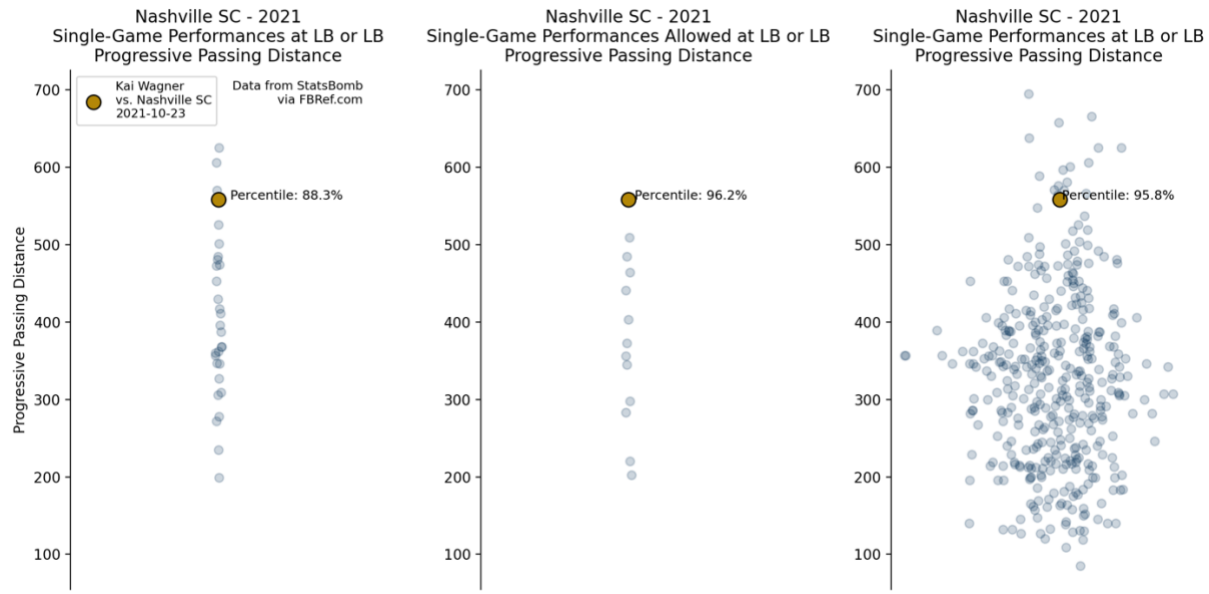 Nashville SC - 2021
Single-Game Performances at LB or LB
Progressive Passing Distance
Kai Wagner
vs. Nashville SC
2021-10-23
Data from StatsBomb
via FBRef.com
Percentile: 88.3%
Progressive Passing Distance
700
600
500
400
300
200
100
Nashville SC - 2021
Single-Game Performances Allowed at LB or LB
Progressive Passing Distance
Percentile: 96.2%
700
600
500
400
300
200
100
Nashville SC - 2021
Single-Game Performances at LB or LB
Progressive Passing Distance
Percentile: 95.8%
700
600
500
400
300
200
100